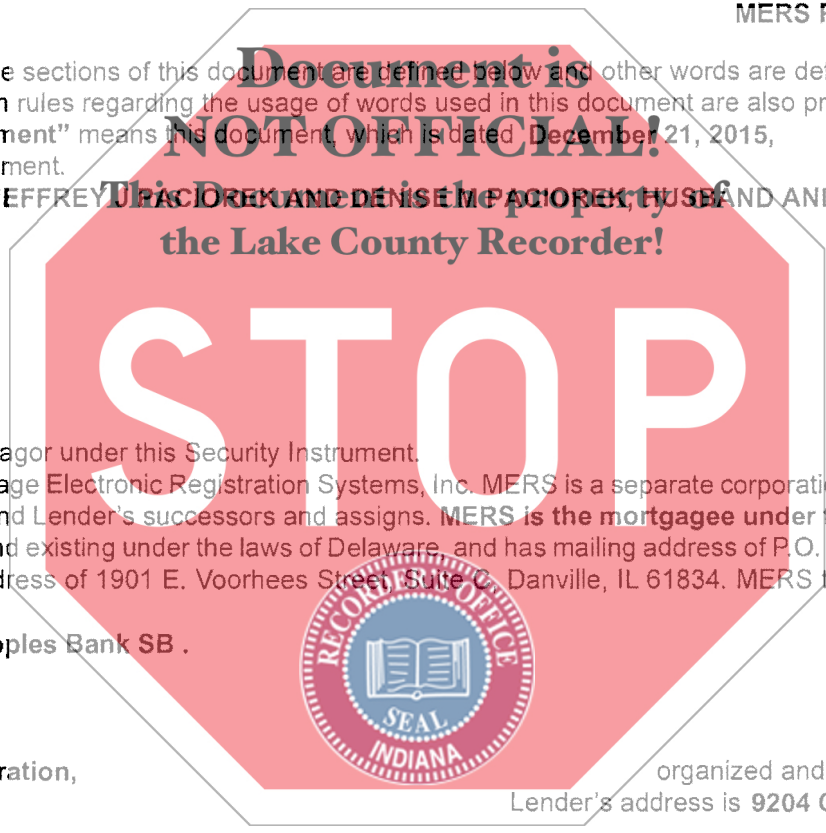 MERS
Document is
e sections of this document are defined below and other words are def
n rules regarding the usage of words used in this document are also pr
ment” means this document, which is dated December 21, 2015,
NOT OFFICIAL!
ment.
EFFREY J PACIOREK AND DENISE M PACIOREK, HUSBAND AND
This Document is the property of
the Lake County Recorder!
STOP
agor under this Security Instrument.
age Electronic Registration Systems, Inc. MERS is a separate corporati
nd Lender’s successors and assigns. MERS is the mortgagee under
nd existing under the laws of Delaware, and has mailing address of P.O.
dress of 1901 E. Voorhees Street, Suite C, Danville, IL 61834. MERS
RECORDER'S OFFICE
oples Bank SB .
SEAL
INDIANA
ration,
organized and
Lender’s address is 9204